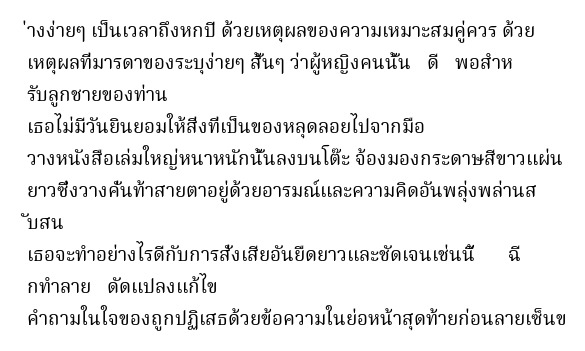 ่างง่ายๆ เป็นเวลาถึงหกปี ด้วยเหตุผลของความเหมาะสมคู่ควร ด้วย
เหตุผลที่มารดาของระบุง่ายๆ สั้นๆ ว่าผู้หญิงคนนั้น ดี พอสำห
รับลูกชายของท่าน
เธอไม่มีวันยินยอมให้สิ่งที่เป็นของหลุดลอยไปจากมือ
วางหนังสือเล่มใหญ่หนาหนักนั้นลงบนโต๊ะ จ้องมองกระดาษสีขาวแผ่น
ยาวซึ่งวางคั่นท้าสายตาอยู่ด้วยอารมณ์และความคิดอันพลุ่งพล่านส
ับสน
เธอจะทำอย่างไรดีกับการสั่งเสียอันยืดยาวและชัดเจนเช่นนี้ ฉี
กทำลาย ดัดแปลงแก้ไข
คำถามในใจของถูกปฏิเสธด้วยข้อความในย่อหน้าสุดท้ายก่อนลายเซ็นข